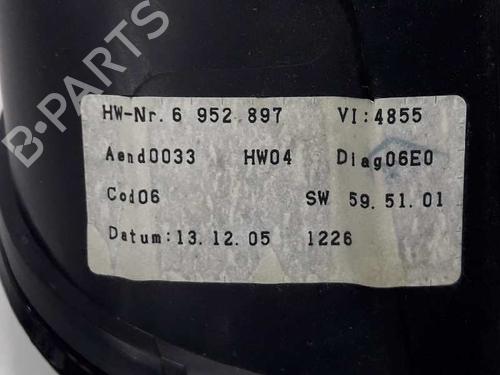 B-PARTS
HW-Nr. 6 952 897 VI:4855
Aend0033 HW04 Diag06E0
Cod06 SW 59.51.01
Datum:13.12.05 1226